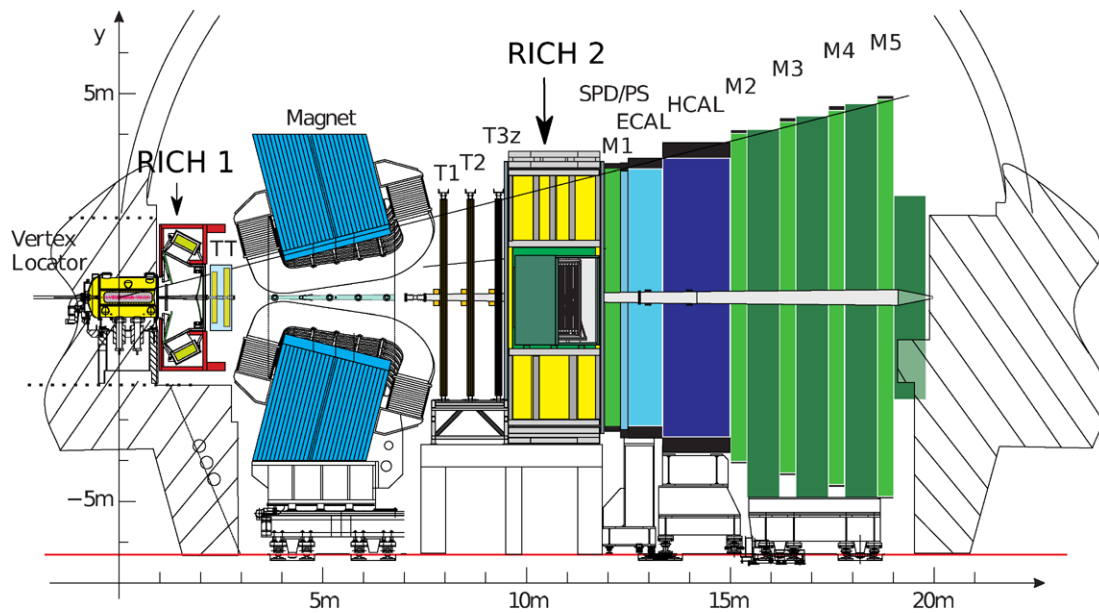 y
5m
RICH 2
M5
M4
M3
M2
SPD/PS
HCAL
ECAL
Magnet
T3z
M1
T2
T1
RICH 1
TT
Vertex
Locator
−5m
5m
10m
15m
20m